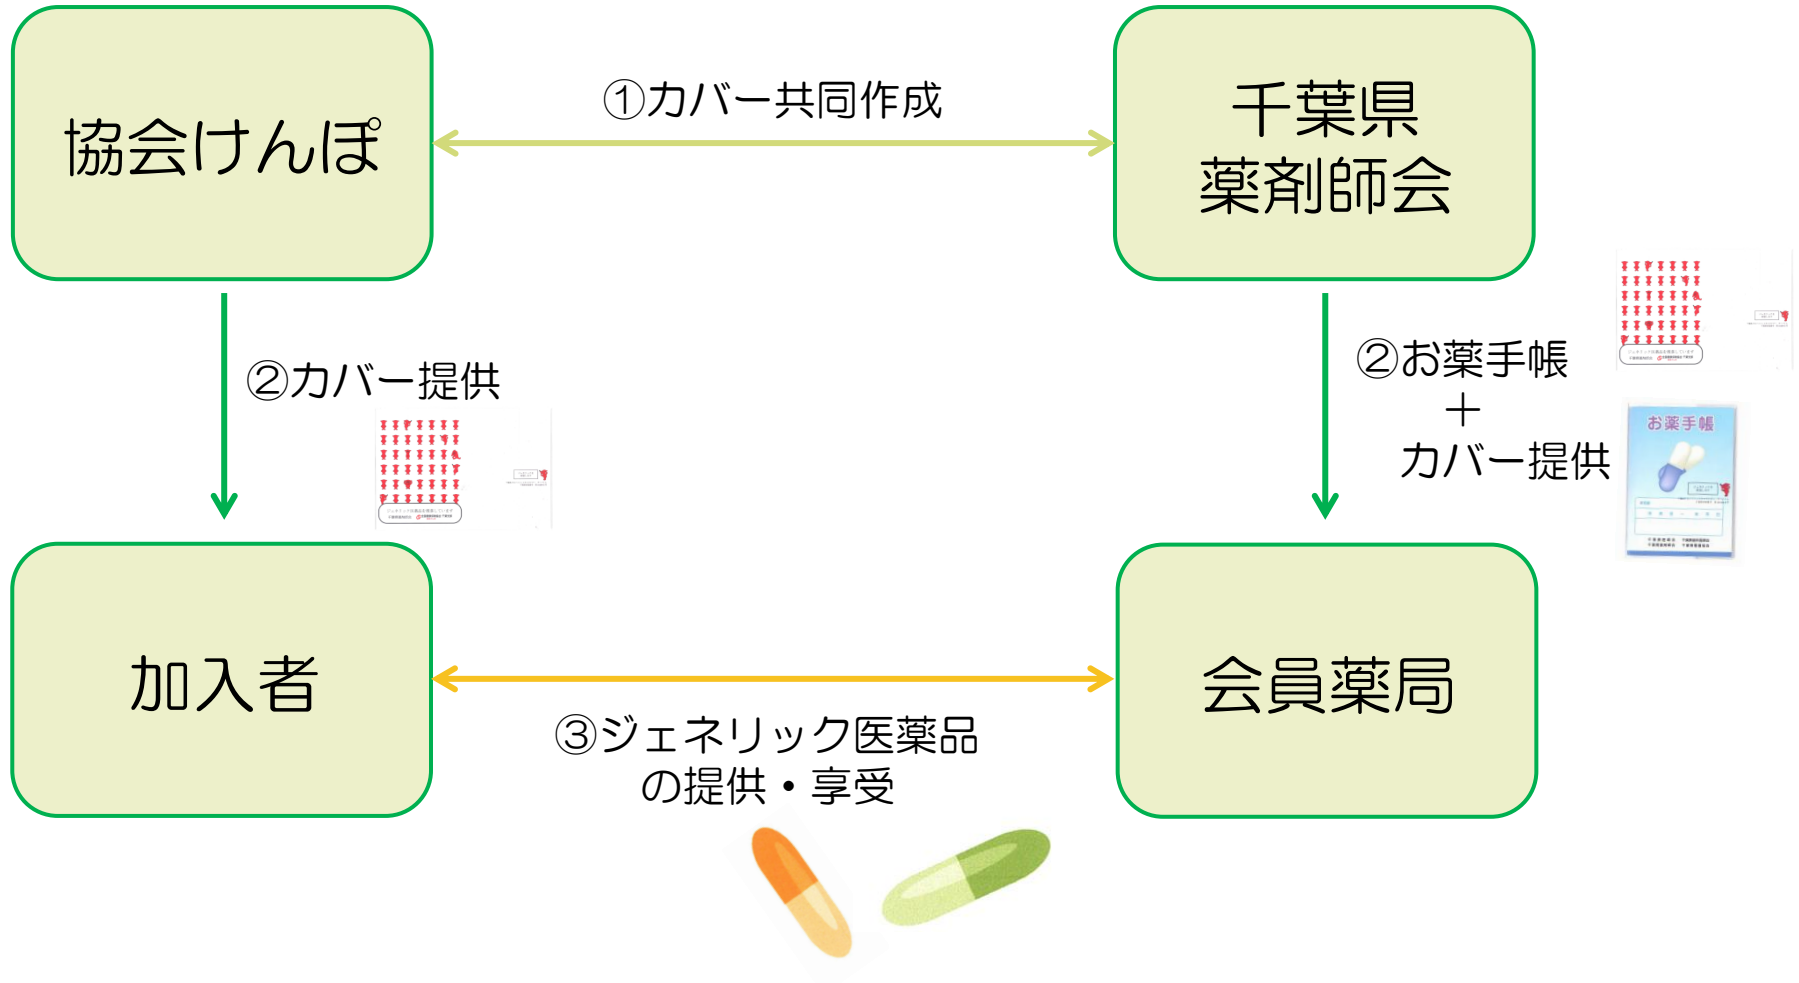 協会けんぽ
①カバー共同作成
千葉県
薬剤師会
②カバー提供
②お薬手帳
＋
カバー提供
お薬手帳
加入者
会員薬局
③ジェネリック医薬品
の提供・享受